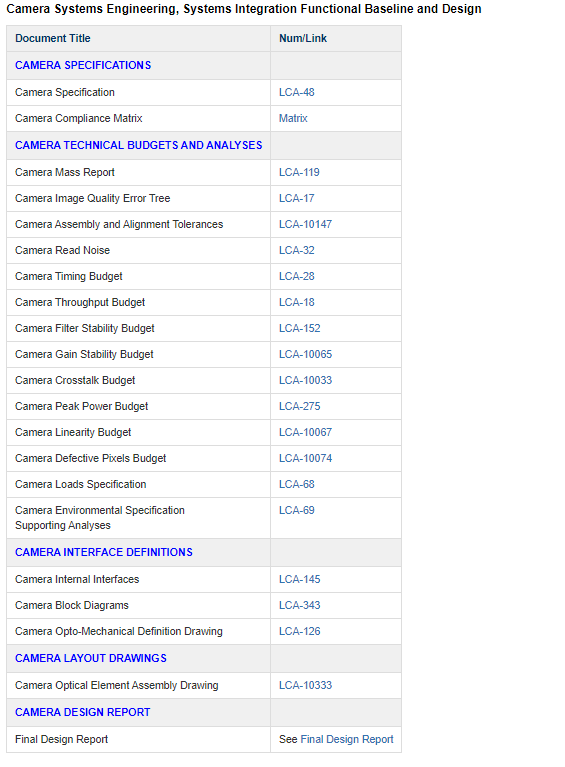 Camera Systems Engineering, Systems Integration Functional Baseline and Design
Document Title Num/Link
CAMERA SPECIFICATIONS
Camera Specification LCA-48
Camera Compliance Matrix Matrix
CAMERA TECHNICAL BUDGETS AND ANALYSES
Camera Mass Report LCA-119
Camera Image Quality Error Tree LCA-17
Camera Assembly and Alignment Tolerances LCA-10147
Camera Read Noise LCA-32
Camera Timing Budget LCA-28
Camera Throughput Budget LCA-18
Camera Filter Stability Budget LCA-152
Camera Gain Stability Budget LCA-10065
Camera Crosstalk Budget LCA-10033
Camera Peak Power Budget LCA-275
Camera Linearity Budget LCA-10067
Camera Defective Pixels Budget LCA-10074
Camera Loads Specification LCA-68
Camera Environmental Specification LCA-69
Supporting Analyses
CAMERA INTERFACE DEFINITIONS
Camera Internal Interfaces LCA-145
Camera Block Diagrams LCA-343
Camera Opto-Mechanical Definition Drawing LCA-126
CAMERA LAYOUT DRAWINGS
Camera Optical Element Assembly Drawing LCA-10333
CAMERA DESIGN REPORT
Final Design Report See Final Design Report